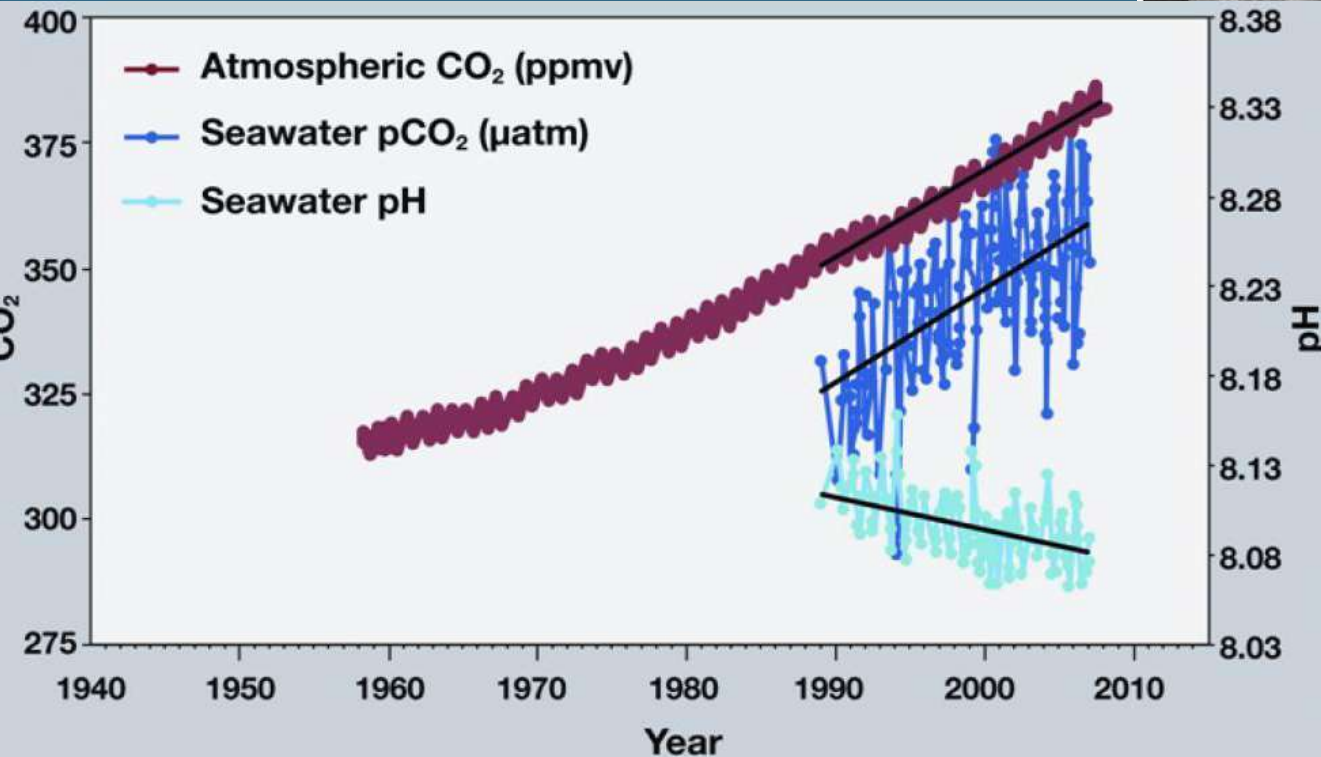 400
375
350
325
300
275
CO₂
Atmospheric CO₂ (ppmv)
Seawater pCO₂ (µatm)
Seawater pH
8.38
8.33
8.28
8.23
8.18
8.13
8.08
8.03
pH
1940 1950 1960 1970 1980 1990 2000 2010
Year